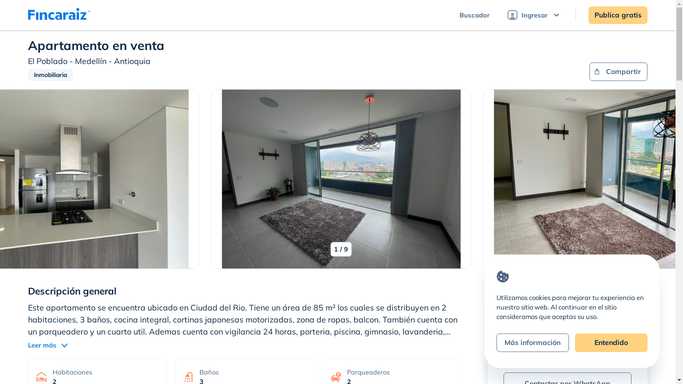 Fincaraiz
Buscador
Ingresar
Publica gratis
Apartamento en venta
El Poblado - Medellín - Antioquia
Inmobiliaria
Compartir
1 / 9
Descripción general
Este apartamento se encuentra ubicado en Ciudad del Rio. Tiene un área de 85 m² los cuales se distribuyen en 2
habitaciones, 3 baños, cocina integral, cortinas japonesas motorizadas, zona de ropas, balcon. También cuenta con
un parqueadero y un cuarto util. Ademas cuenta con vigilancia 24 horas, porteria, piscina, gimnasio, lavanderia,...
Leer más
Habitaciones
2
Baños
3
Parqueaderos
2
Utilizamos cookies para mejorar tu experiencia en
nuestro sitio web. Al continuar en el sitio
consideramos que aceptas su uso.
Más información
Entendido
Contactar por WhatsApp